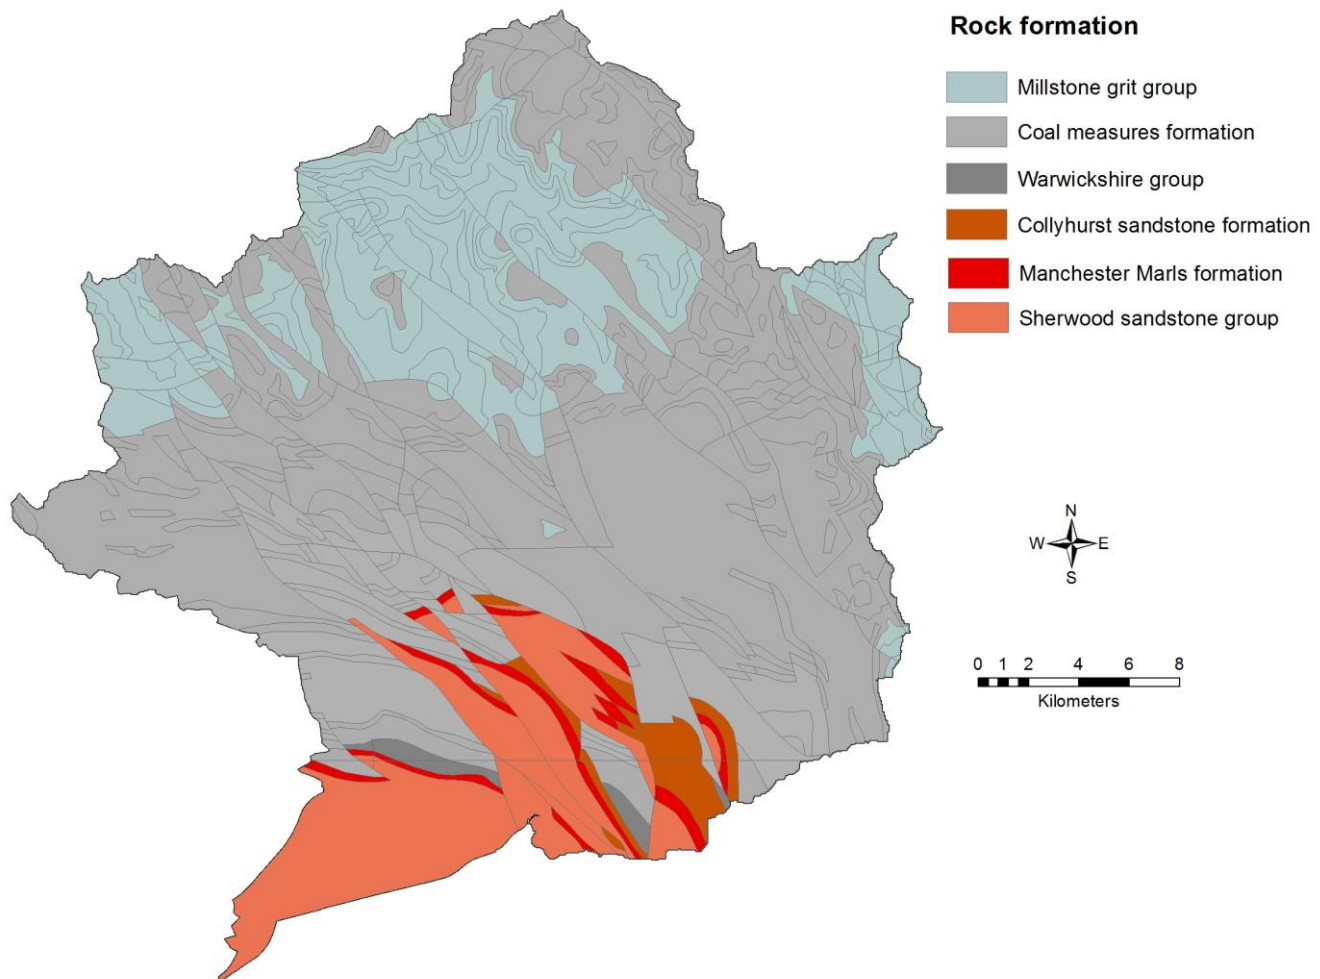 Rock formation
Millstone grit group
Coal measures formation
Warwickshire group
Collyhurst sandstone formation
Manchester Marls formation
Sherwood sandstone group
N
W E
S
0 1 2 4 6 8
Kilometers